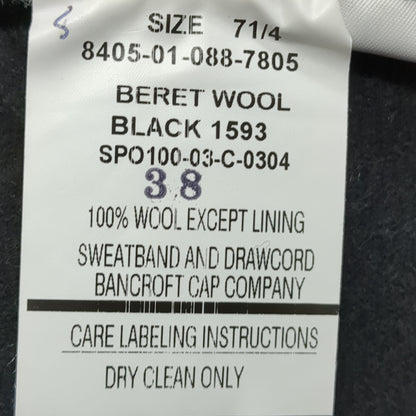 SIZE 71/4
8405-01-088-7805
BERET WOOL
BLACK 1593
SPO100-03-C-0304
38
100% WOOL EXCEPT LINING
SWEATBAND AND DRAWCORD
BANCROFT CAP COMPANY
CARE LABELING INSTRUCTIONS
DRY CLEAN ONLY